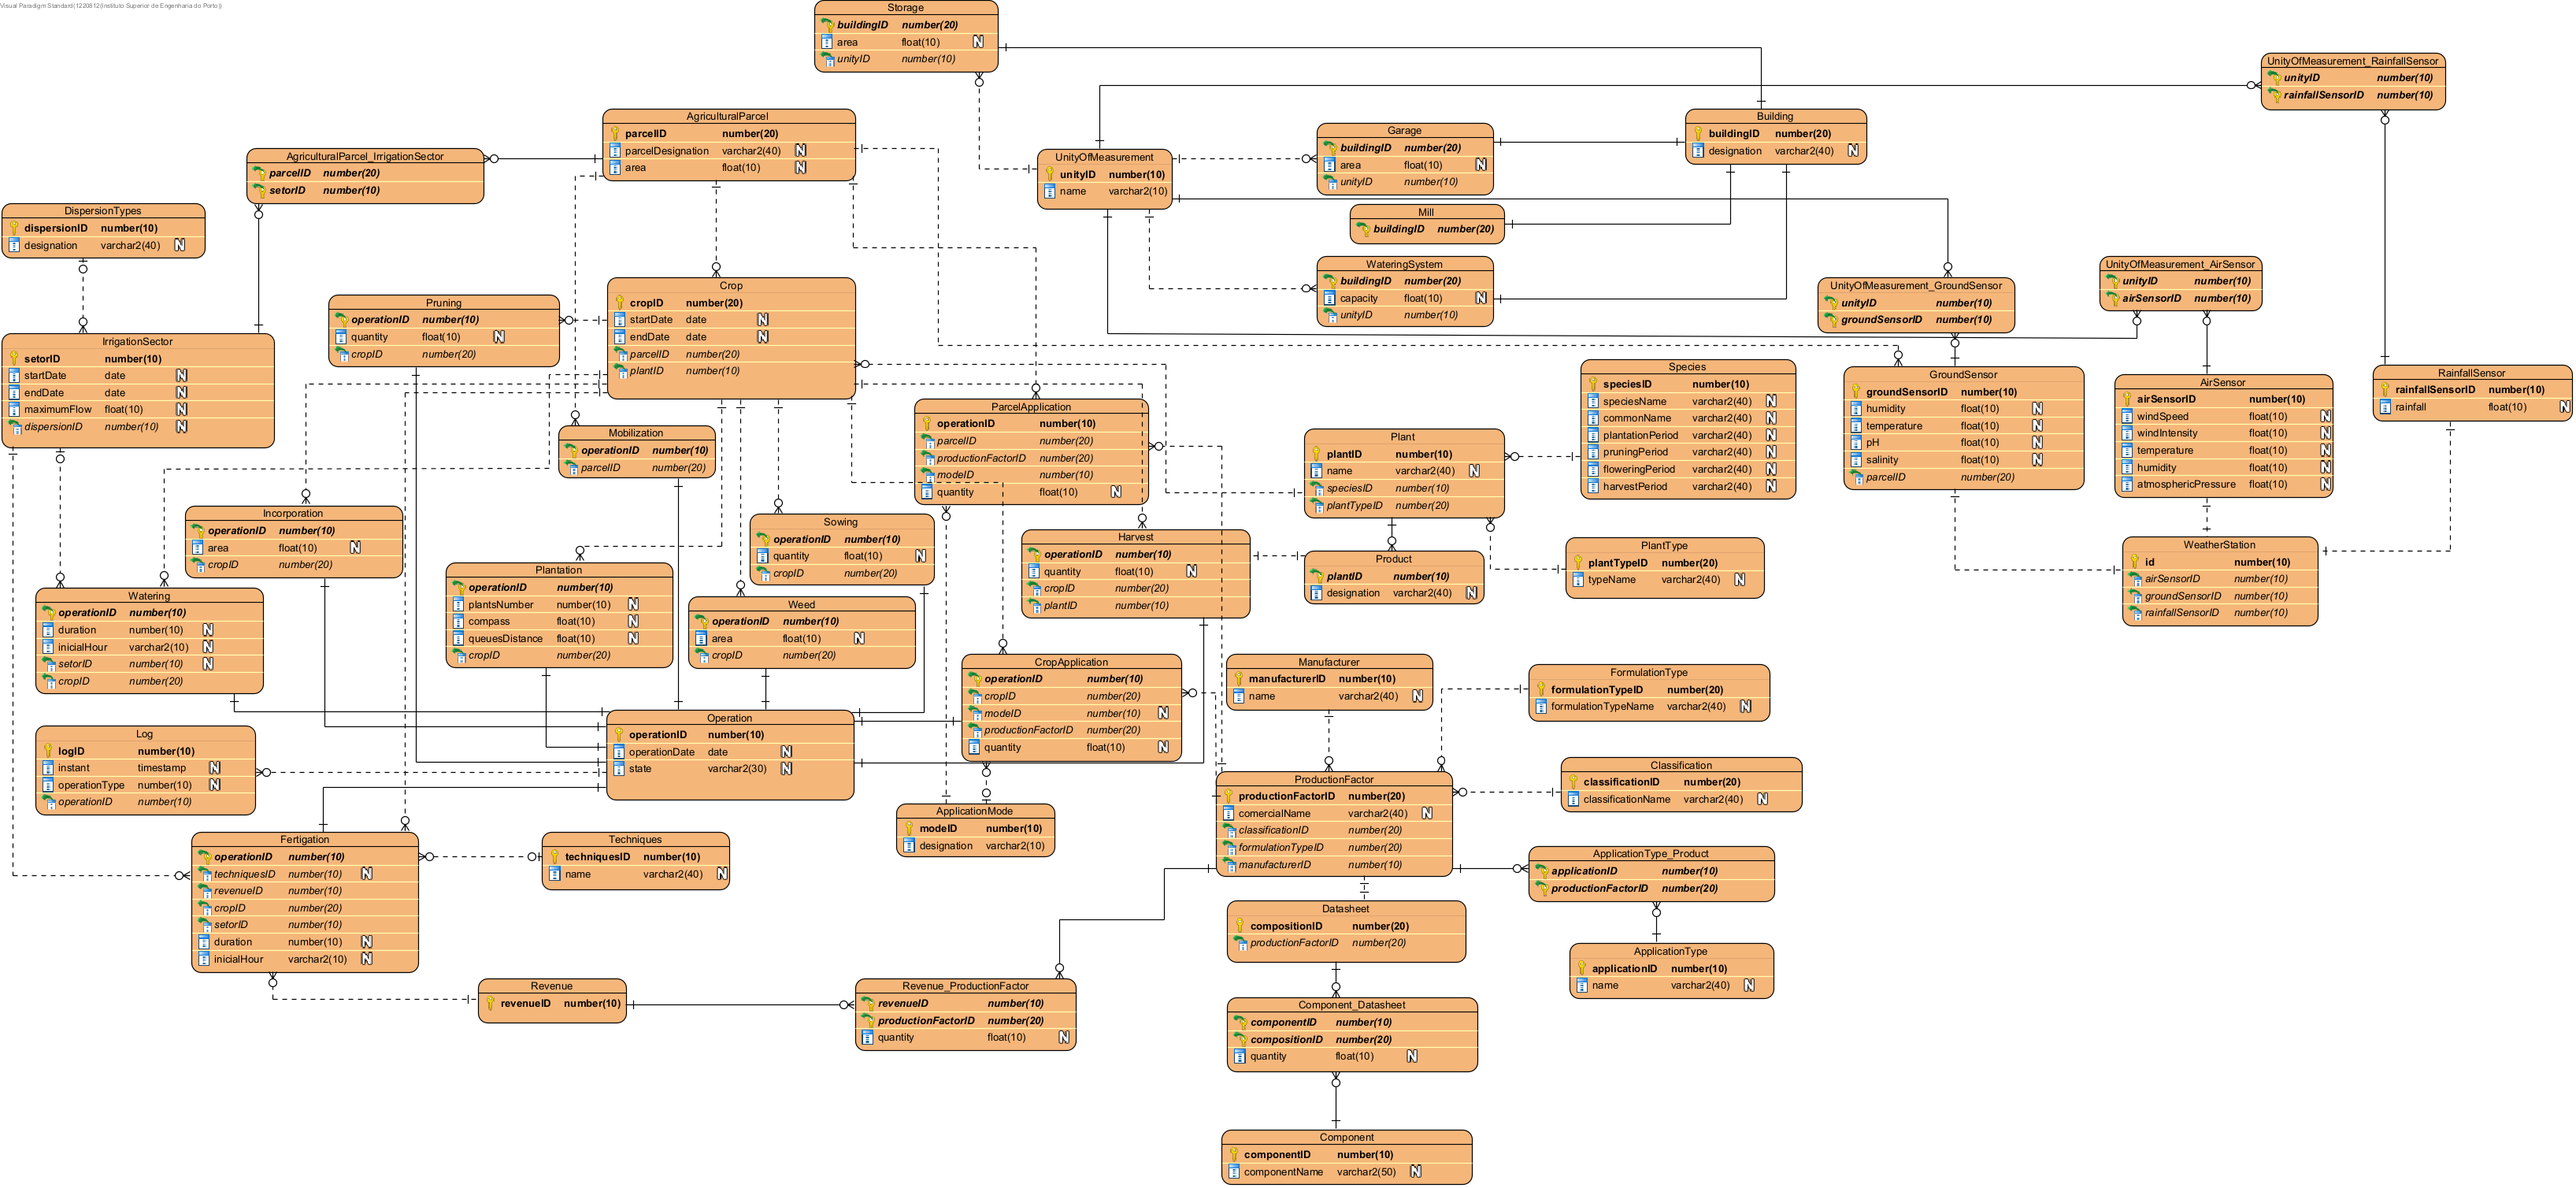 Visual Paradigm Standard(1220812(Instituto Superior de Engenharia do Porto))
Storage
buildingID number(20)
area float(10) N
unityID number(10)
UnityOfMeasurement_RainfallSensor
unityID number(10)
rainfallSensorID number(10)
AgriculturalParcel
parcelID number(20)
parcelDesignation varchar2(40) N
area float(10) N
Building
buildingID number(20)
designation varchar2(40) N
Garage
buildingID number(20)
area float(10) N
unityID number(10)
AgriculturalParcel_IrrigationSector
parcelID number(20)
setorID number(10)
UnityOfMeasurement
unityID number(10)
name varchar2(10)
DispersionTypes
dispersionID number(10)
designation varchar2(40) N
Mill
buildingID number(20)
WateringSystem
buildingID number(20)
capacity float(10) N
unityID number(10)
UnityOfMeasurement_AirSensor
unityID number(10)
airSensorID number(10)
UnityOfMeasurement_GroundSensor
unityID number(10)
groundSensorID number(10)
Crop
cropID number(20)
startDate date N
endDate date N
parcelID number(20)
plantID number(10)
Pruning
operationID number(10)
quantity float(10) N
cropID number(20)
IrrigationSector
setorID number(10)
startDate date N
endDate date N
maximumFlow float(10) N
dispersionID number(10) N
Species
speciesID number(10)
speciesName varchar2(40) N
commonName varchar2(40) N
plantationPeriod varchar2(40) N
pruningPeriod varchar2(40) N
floweringPeriod varchar2(40) N
harvestPeriod varchar2(40) N
GroundSensor
groundSensorID number(10)
humidity float(10) N
temperature float(10) N
pH float(10) N
salinity float(10) N
parcelID number(20)
AirSensor
airSensorID number(10)
windSpeed float(10) N
windIntensity float(10) N
temperature float(10) N
humidity float(10) N
atmosphericPressure float(10) N
RainfallSensor
rainfallSensorID number(10)
rainfall float(10) N
ParcelApplication
operationID number(10)
parcelID number(20)
productionFactorID number(20)
modeID number(10)
quantity float(10) N
Mobilization
operationID number(10)
parcelID number(20)
Plant
plantID number(10)
name varchar2(40) N
speciesID number(10)
plantTypeID number(20)
Incorporation
operationID number(10)
area float(10) N
cropID number(20)
Sowing
operationID number(10)
quantity float(10) N
cropID number(20)
Harvest
operationID number(10)
quantity float(10) N
cropID number(20)
plantID number(10)
Product
plantID number(10)
designation varchar2(40) N
PlantType
plantTypeID number(20)
typeName varchar2(40) N
WeatherStation
id number(10)
airSensorID number(10)
groundSensorID number(10)
rainfallSensorID number(10)
Plantation
operationID number(10)
plantsNumber number(10) N
compass float(10) N
queuesDistance float(10) N
cropID number(20)
Watering
operationID number(10)
duration number(10) N
inicialHour varchar2(10) N
setorID number(10) N
cropID number(20)
Weed
operationID number(10)
area float(10) N
cropID number(20)
CropApplication
operationID number(10)
cropID number(20)
modeID number(10) N
productionFactorID number(20)
quantity float(10) N
Manufacturer
manufacturerID number(10)
name varchar2(40) N
FormulationType
formulationTypeID number(20)
formulationTypeName varchar2(40) N
Operation
operationID number(10)
operationDate date N
state varchar2(30) N
Log
logID number(10)
instant timestamp N
operationType number(10) N
operationID number(10)
Classification
classificationID number(20)
classificationName varchar2(40) N
ProductionFactor
productionFactorID number(20)
comercialName varchar2(40) N
classificationID number(20)
formulationTypeID number(20)
manufacturerID number(10)
ApplicationMode
modeID number(10)
designation varchar2(10)
Fertigation
operationID number(10)
techniquesID number(10) N
revenueID number(10)
cropID number(20)
setorID number(10)
duration number(10) N
inicialHour varchar2(10) N
Techniques
techniquesID number(10)
name varchar2(40) N
ApplicationType_Product
applicationID number(10)
productionFactorID number(20)
Datasheet
compositionID number(20)
productionFactorID number(20)
ApplicationType
applicationID number(10)
name varchar2(40) N
Revenue
revenueID number(10)
Revenue_ProductionFactor
revenueID number(10)
productionFactorID number(20)
quantity float(10) N
Component_Datasheet
componentID number(10)
compositionID number(20)
quantity float(10) N
Component
componentID number(10)
componentName varchar2(50) N